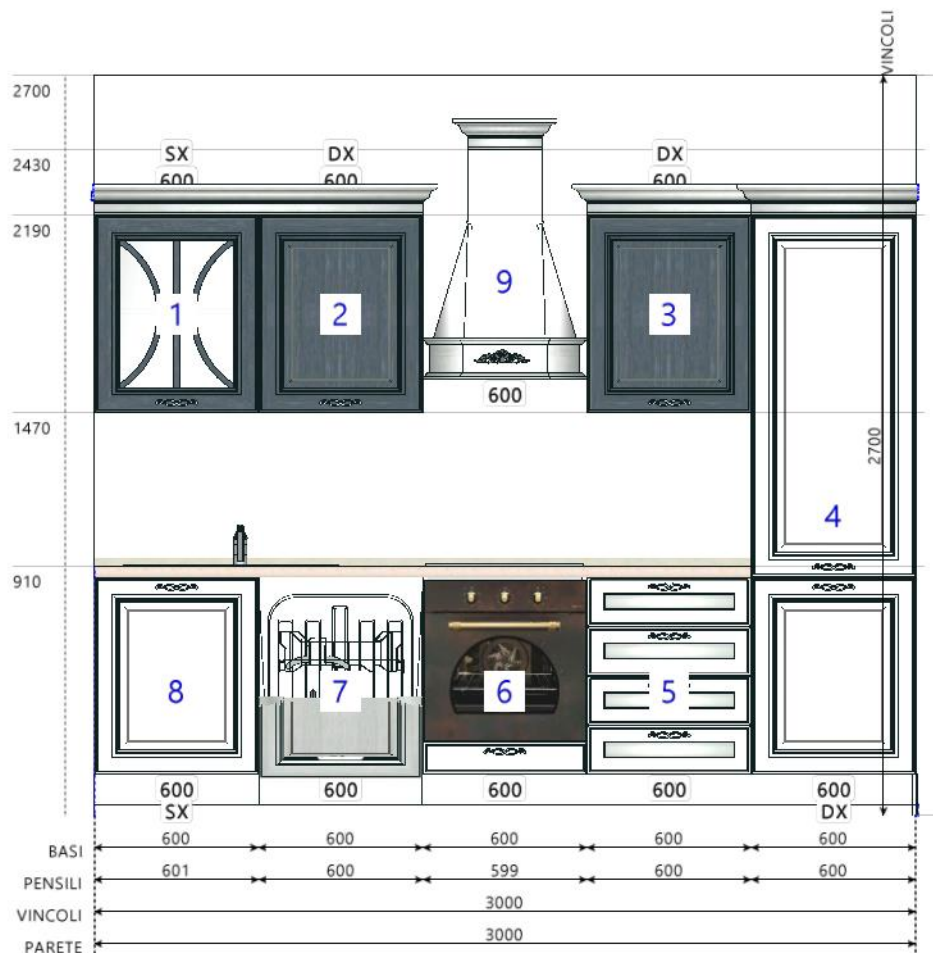 VINCOLI
2700
2430
SX DX DX
600 600 600
2190
1 2 9 3
600
1470
2700
4
910
8 7 6 5
600 600 600 600 600
SX DX
BASI 600 600 600 600 600
PENSILI 601 600 599 600 600
VINCOLI 3000
PARETE 3000